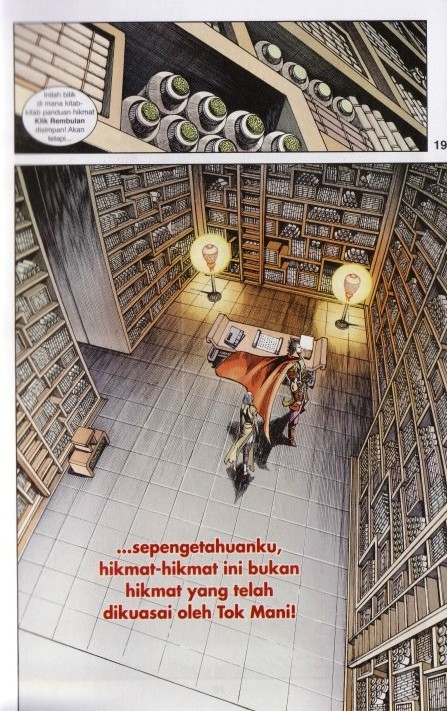 Inilah bilik
di mana kitab-
kitab panduan hikmat
Klik Rembulan
disimpan! Akan
tetapi...
19
...sepengetahuanku,
hikmat-hikmat ini bukan
hikmat yang telah
dikuasai oleh Tok Mani!